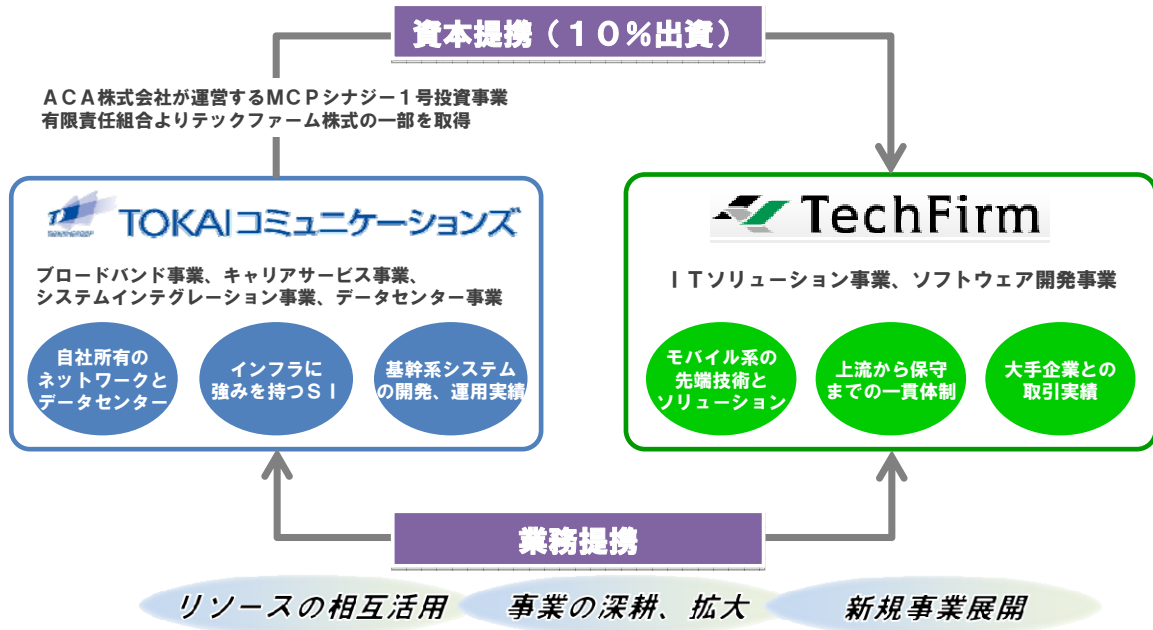 資本提携（１０％出資）
ＡＣＡ株式会社が運営するＭＣＰシナジー１号投資事業
有限責任組合よりテックファーム株式の一部を取得
TOKAIコミュニケーションズ
ブロードバンド事業、キャリアサービス事業、
システムインテグレーション事業、データセンター事業
自社所有の
ネットワークと
データセンター
インフラに
強みを持つＳＩ
基幹系システム
の開発、運用実績
TechFirm
ＩＴソリューション事業、ソフトウェア開発事業
モバイル系の
先端技術と
ソリューション
上流から保守
までの一貫体制
大手企業との
取引実績
業務提携
リソースの相互活用
事業の深耕、拡大
新規事業展開